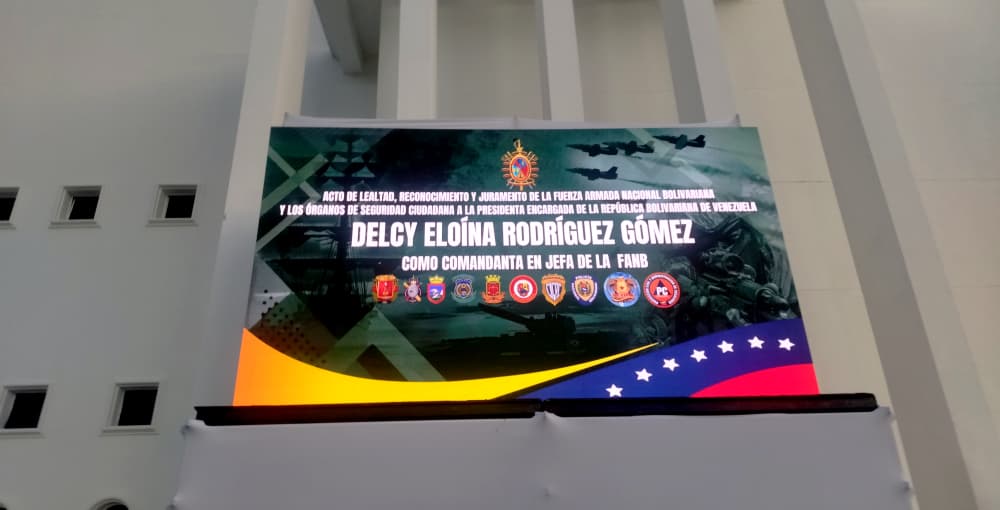 ACTO DE LEALTAD, RECONOCIMIENTO Y JURAMENTO DE LA FUERZA ARMADA NACIONAL BOLIVARIANA
Y LOS ÓRGANOS DE SEGURIDAD CIUDADANA A LA PRESIDENTA ENCARGADA DE LA REPÚBLICA BOLIVARIANA DE VENEZUELA
DELCY ELOÍNA RODRÍGUEZ GÓMEZ
COMO COMANDANTA EN JEFA DE LA FANB
PC